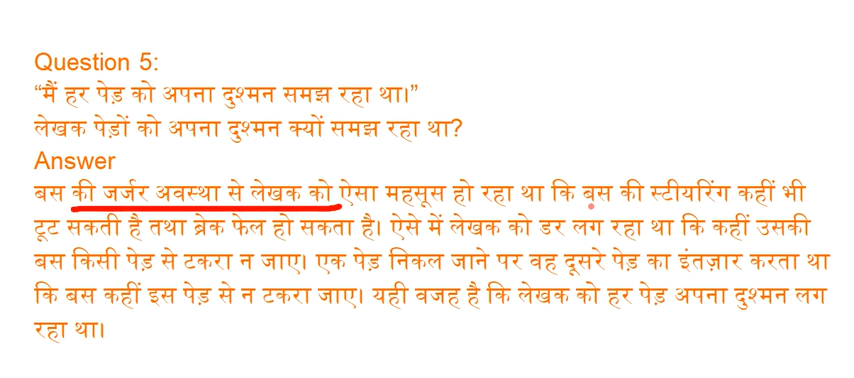 Question 5:
“मैं हर पेड़ को अपना दुश्मन समझ रहा था।”
लेखक पेड़ों को अपना दुश्मन क्यों समझ रहा था?
Answer
बस की जर्जर अवस्था से लेखक को ऐसा महसूस हो रहा था कि बस की स्टीयरिंग कहीं भी
टूट सकती है तथा ब्रेक फेल हो सकता है। ऐसे में लेखक को डर लग रहा था कि कहीं उसकी
बस किसी पेड़ से टकरा न जाए। एक पेड़ निकल जाने पर वह दूसरे पेड़ का इंतज़ार करता था
कि बस कहीं इस पेड़ से न टकरा जाए। यही वजह है कि लेखक को हर पेड़ अपना दुश्मन लग
रहा था।